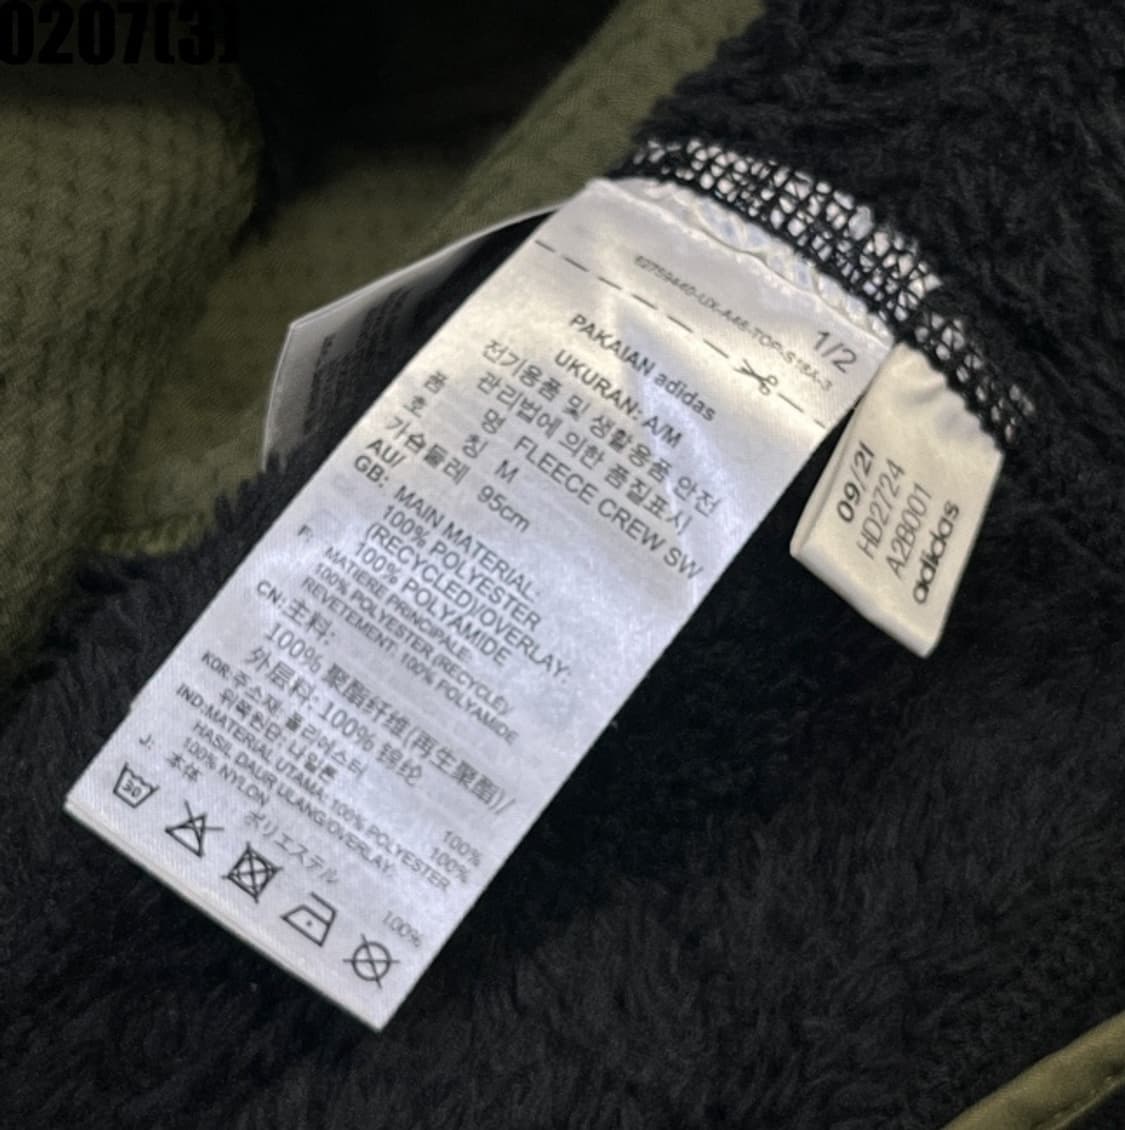 0207(3)
1/2
PAKAIAN adidas
UKURAN: A/M
전기용품 및 생활용품 안전
관리법에 의한 품질표시
품 명 FLEECE CREW SW
호 칭 M
가슴둘레 95cm
AU/
GB: MAIN MATERIAL:
100% POLYESTER
(RECYCLED)/OVERLAY:
100% POLYAMIDE
F: MATIERE PRINCIPALE:
100% POLYESTER (RECYCLE)/
REVETEMENT: 100% POLYAMIDE
CN:主料:
100% 聚酯纤维(再生聚酯)/
外层料: 100% 锦纶
KOR:주소재: 폴리에스터 100%
위쪽원단: 나일론 100%
IND:MATERIAL UTAMA: 100% POLYESTER
HASIL DAUR ULANG/OVERLAY:
100% NYLON
J: 本体 ポリエステル 100%
30
09/21
HD2724
A2B001
adidas